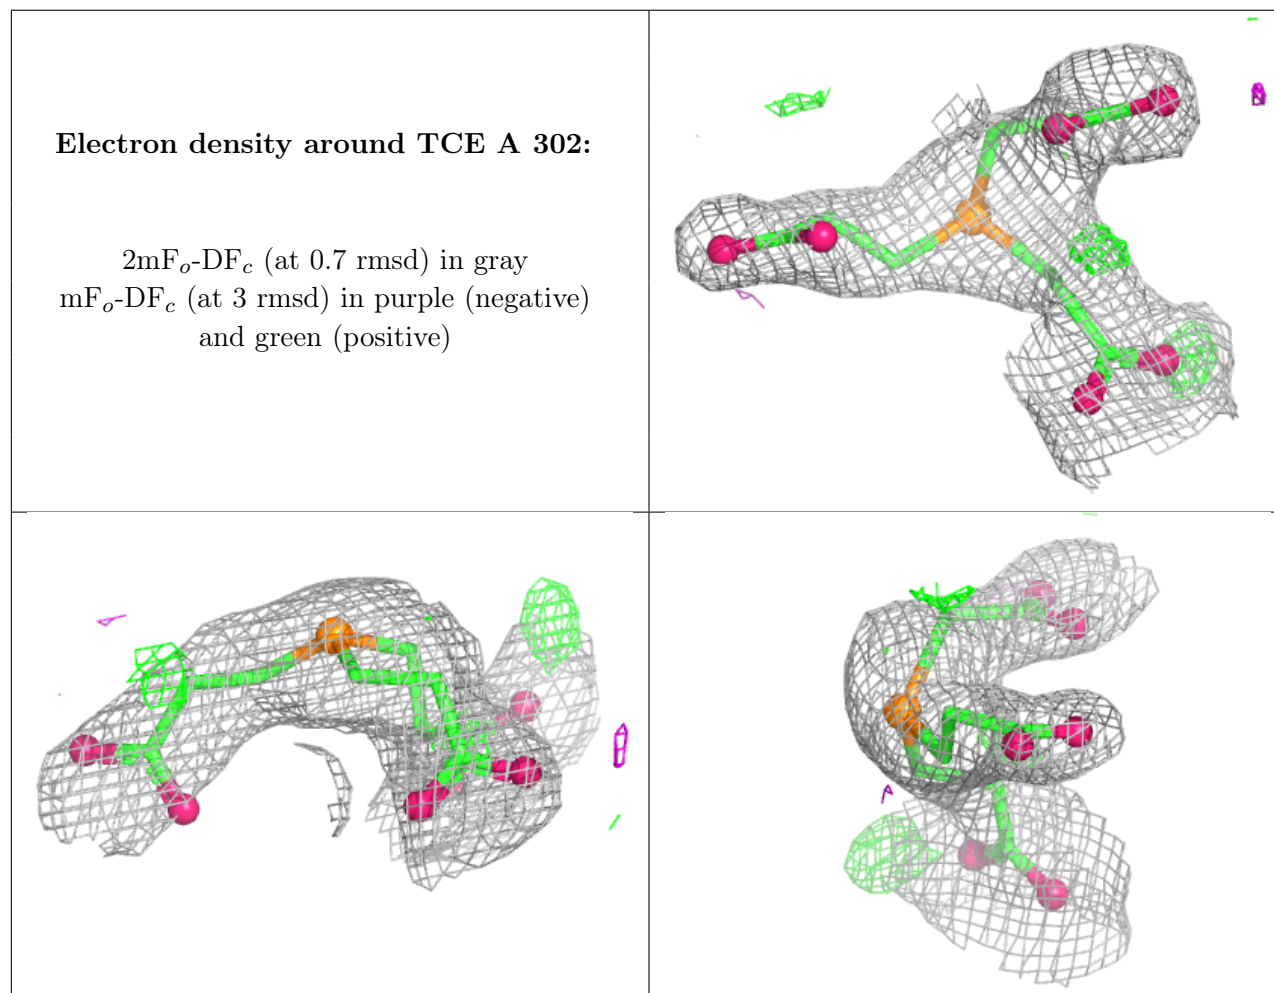 Electron density around TCE A 302:
2mFo-DFc (at 0.7 rmsd) in gray
mFo-DFc (at 3 rmsd) in purple (negative)
and green (positive)